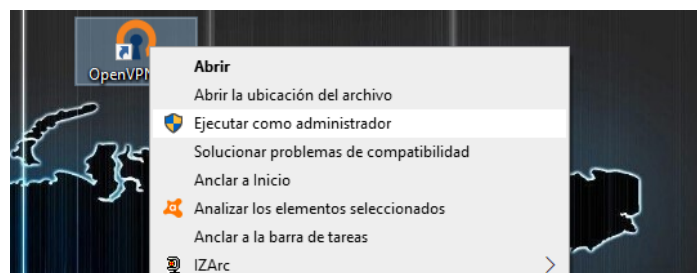 OpenVPN
Abrir
Abrir la ubicación del archivo
Ejecutar como administrador
Solucionar problemas de compatibilidad
Anclar a Inicio
Analizar los elementos seleccionados
Anclar a la barra de tareas
IZArc